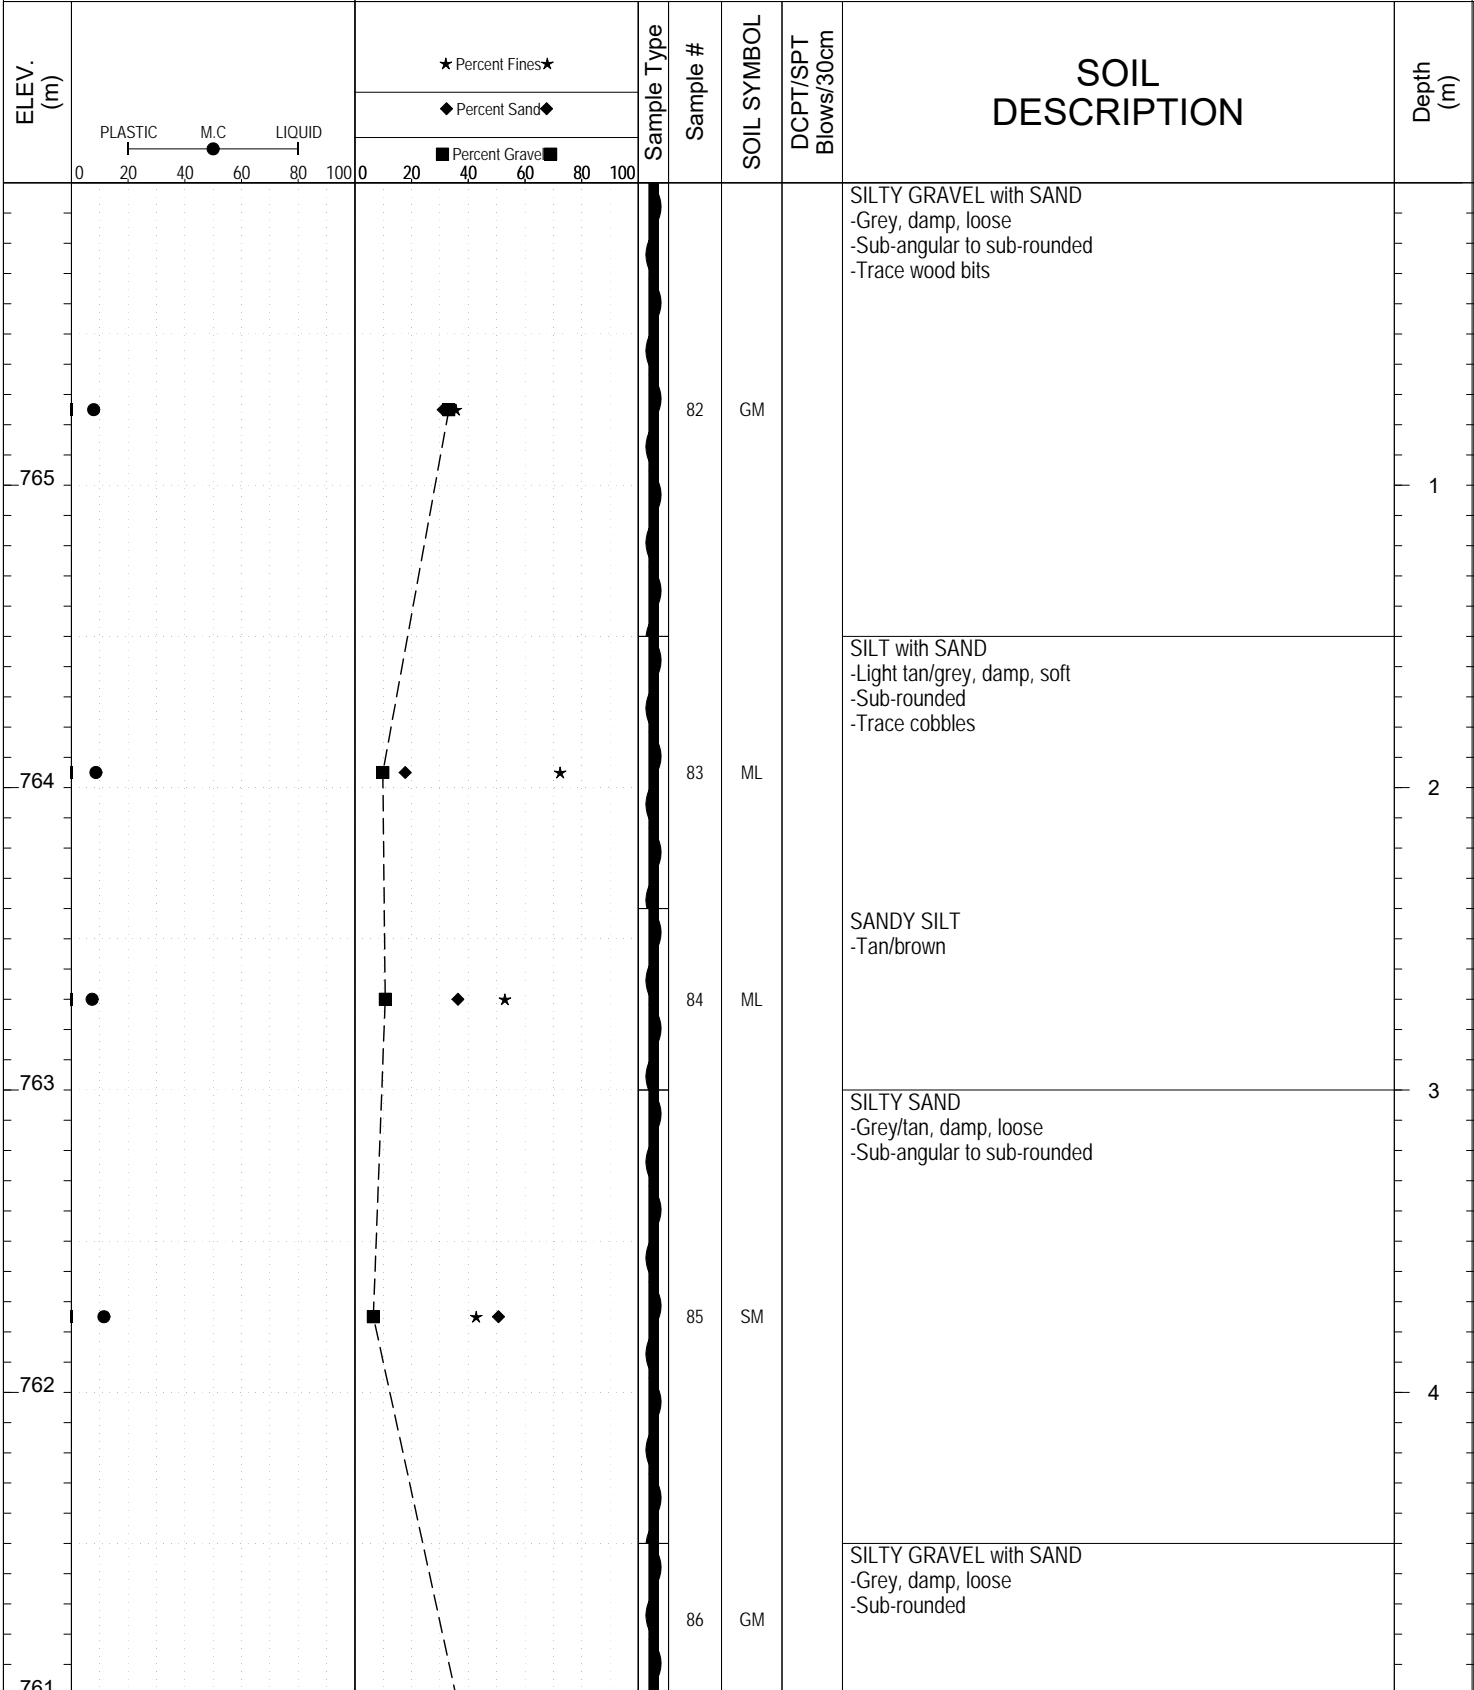 ELEV.
(m)
PLASTIC M.C LIQUID
0 20 40 60 80 100
Percent Fines
Percent Sand
Percent Gravel
0 20 40 60 80 100
Sample Type
Sample #
SOIL SYMBOL
DCPT/SPT
Blows/30cm
SOIL
DESCRIPTION
Depth
(m)
SILTY GRAVEL with SAND
-Grey, damp, loose
-Sub-angular to sub-rounded
-Trace wood bits
82 GM
765 1
SILT with SAND
-Light tan/grey, damp, soft
-Sub-rounded
-Trace cobbles
83 ML
764 2
SANDY SILT
-Tan/brown
84 ML
763 3
SILTY SAND
-Grey/tan, damp, loose
-Sub-angular to sub-rounded
85 SM
762 4
SILTY GRAVEL with SAND
-Grey, damp, loose
-Sub-rounded
86 GM
761